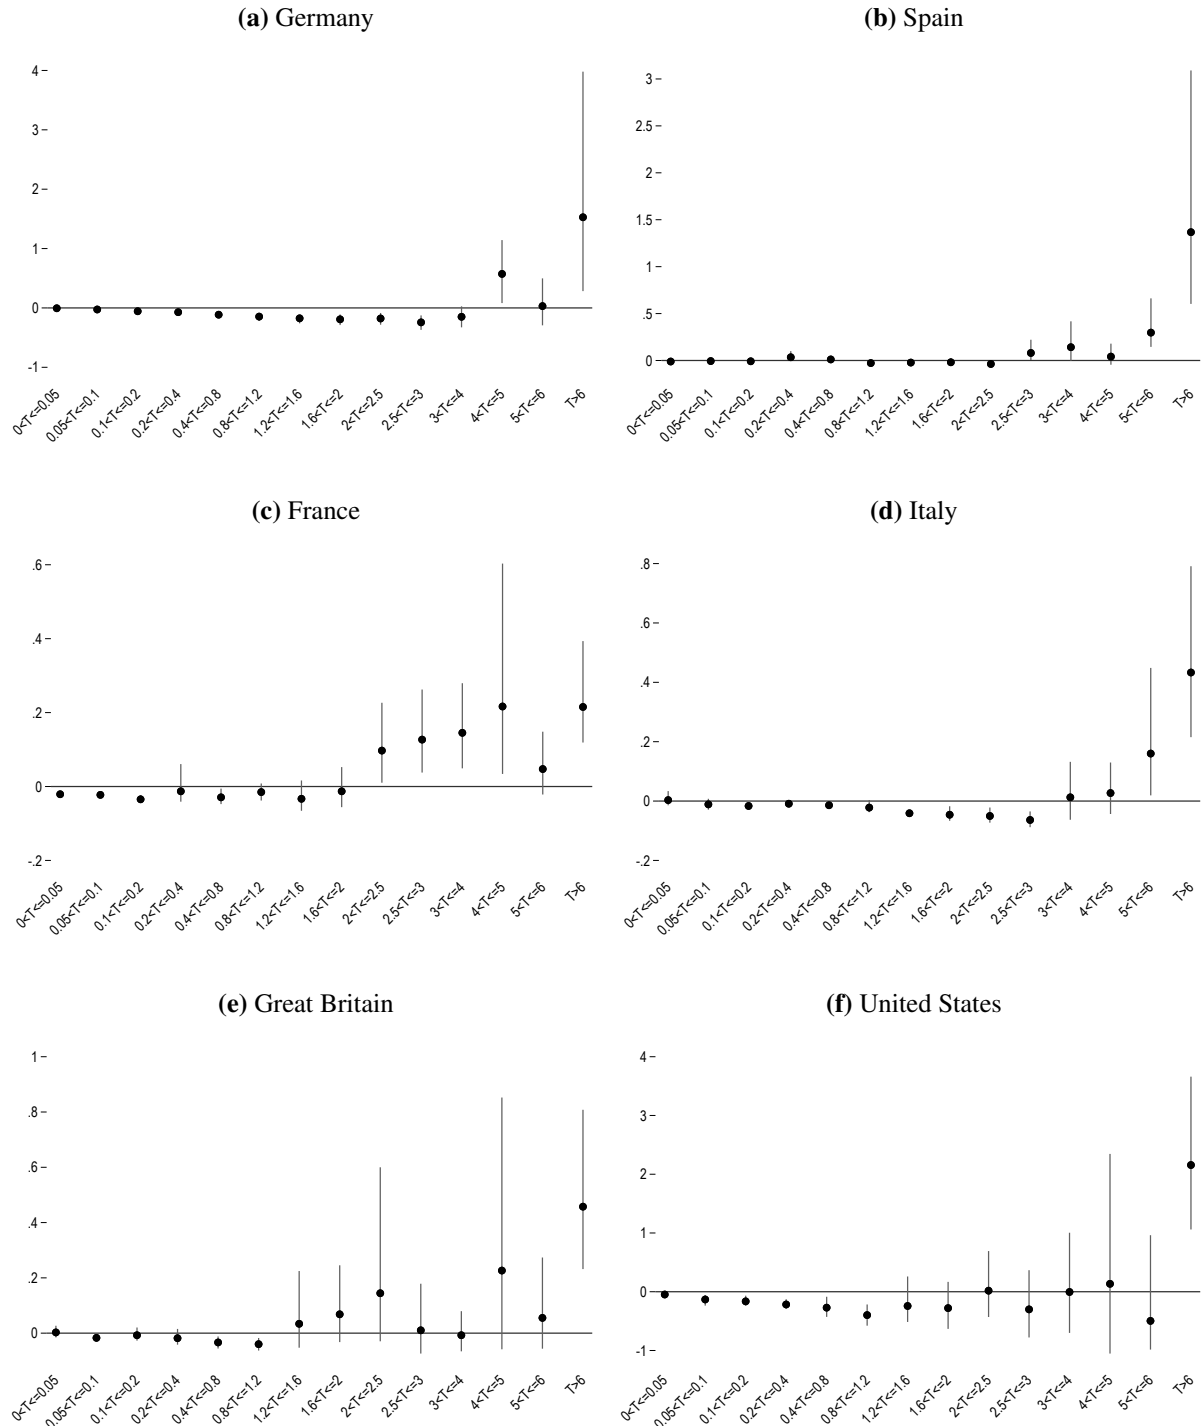 (a) Germany
4
3
2
1
0
-1
0<T<=0.05
0.05<T<=0.1
0.1<T<=0.2
0.2<T<=0.4
0.4<T<=0.8
0.8<T<=1.2
1.2<T<=1.6
1.6<T<=2
2<T<=2.5
2.5<T<=3
3<T<=4
4<T<=5
5<T<=6
T>6
(b) Spain
3
2.5
2
1.5
1
.5
0
0<T<=0.05
0.05<T<=0.1
0.1<T<=0.2
0.2<T<=0.4
0.4<T<=0.8
0.8<T<=1.2
1.2<T<=1.6
1.6<T<=2
2<T<=2.5
2.5<T<=3
3<T<=4
4<T<=5
5<T<=6
T>6
(c) France
.6
.4
.2
0
-.2
0<T<=0.05
0.05<T<=0.1
0.1<T<=0.2
0.2<T<=0.4
0.4<T<=0.8
0.8<T<=1.2
1.2<T<=1.6
1.6<T<=2
2<T<=2.5
2.5<T<=3
3<T<=4
4<T<=5
5<T<=6
T>6
(d) Italy
.8
.6
.4
.2
0
-.2
0<T<=0.05
0.05<T<=0.1
0.1<T<=0.2
0.2<T<=0.4
0.4<T<=0.8
0.8<T<=1.2
1.2<T<=1.6
1.6<T<=2
2<T<=2.5
2.5<T<=3
3<T<=4
4<T<=5
5<T<=6
T>6
(e) Great Britain
1
.8
.6
.4
.2
0
0<T<=0.05
0.05<T<=0.1
0.1<T<=0.2
0.2<T<=0.4
0.4<T<=0.8
0.8<T<=1.2
1.2<T<=1.6
1.6<T<=2
2<T<=2.5
2.5<T<=3
3<T<=4
4<T<=5
5<T<=6
T>6
(f) United States
4
3
2
1
0
-1
0<T<=0.05
0.05<T<=0.1
0.1<T<=0.2
0.2<T<=0.4
0.4<T<=0.8
0.8<T<=1.2
1.2<T<=1.6
1.6<T<=2
2<T<=2.5
2.5<T<=3
3<T<=4
4<T<=5
5<T<=6
T>6